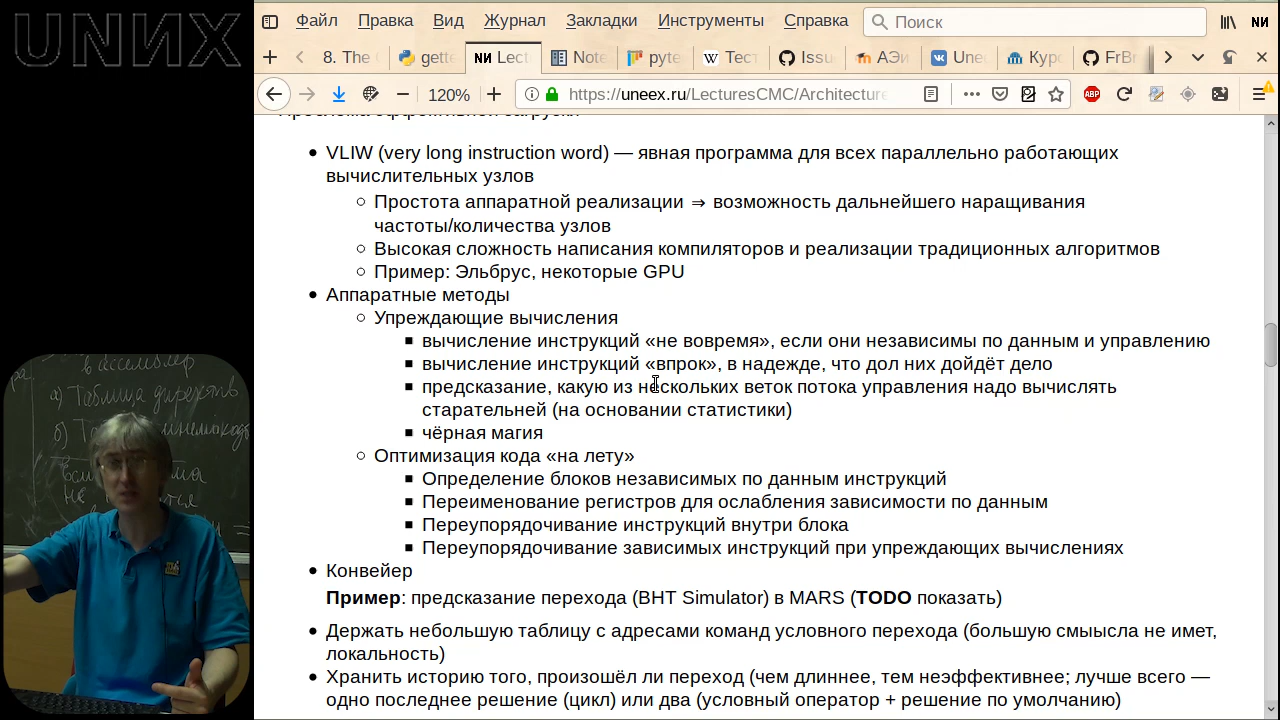 UNИX
Файл Правка Вид Журнал Закладки Инструменты Справка Поиск
8. The gette Lect Note pyte Тест Issu АЭи Unee Курс FrBr
120% https://uneex.ru/LecturesCMC/Architecture ABP
• VLIW (very long instruction word) — явная программа для всех параллельно работающих
вычислительных узлов
Простота аппаратной реализации ⇒ возможность дальнейшего наращивания
частоты/количества узлов
Высокая сложность написания компиляторов и реализации традиционных алгоритмов
Пример: Эльбрус, некоторые GPU
• Аппаратные методы
Упреждающие вычисления
вычисление инструкций «не вовремя», если они независимы по данным и управлению
вычисление инструкций «впрок», в надежде, что дол них дойдёт дело
предсказание, какую из нескольких веток потока управления надо вычислять
старательней (на основании статистики)
чёрная магия
Оптимизация кода «на лету»
Определение блоков независимых по данным инструкций
Переименование регистров для ослабления зависимости по данным
Переупорядочивание инструкций внутри блока
Переупорядочивание зависимых инструкций при упреждающих вычислениях
• Конвейер
Пример: предсказание перехода (BHT Simulator) в MARS (TODO показать)
• Держать небольшую таблицу с адресами команд условного перехода (большую смыысла не имет,
локальность)
• Хранить историю того, произошёл ли переход (чем длиннее, тем неэффективнее; лучше всего —
одно последнее решение (цикл) или два (условный оператор + решение по умолчанию)
в ассемблер
а) Таблица директив
б)